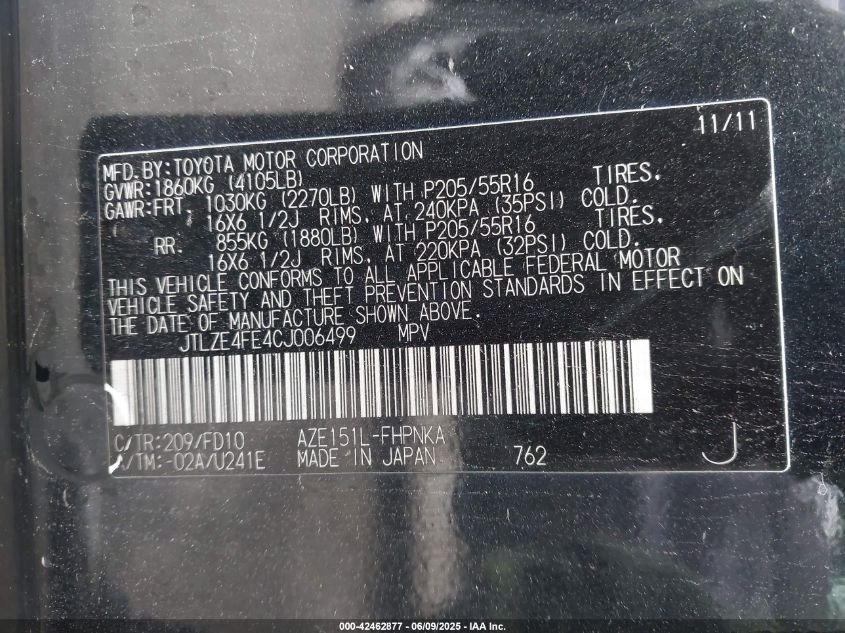 11/11
MFD.BY:TOYOTA MOTOR CORPORATION
GVWR:1860KG (4105LB)
GAWR:FRT. 1030KG (2270LB) WITH P205/55R16 TIRES,
16X6 1/2J RIMS, AT 240KPA (35PSI) COLD.
RR. 855KG (1880LB) WITH P205/55R16 TIRES,
16X6 1/2J RIMS, AT 220KPA (32PSI) COLD.
THIS VEHICLE CONFORMS TO ALL APPLICABLE FEDERAL MOTOR
VEHICLE SAFETY AND THEFT PREVENTION STANDARDS IN EFFECT ON
THE DATE OF MANUFACTURE SHOWN ABOVE.
JTLZE4FE4CJ006499 MPV
C/TR:209/FD10 AZE151L-FHPNKA
A/TM:-02A/U241E MADE IN JAPAN 762 J
000-42462877 - 06/09/2025 - IAA Inc.